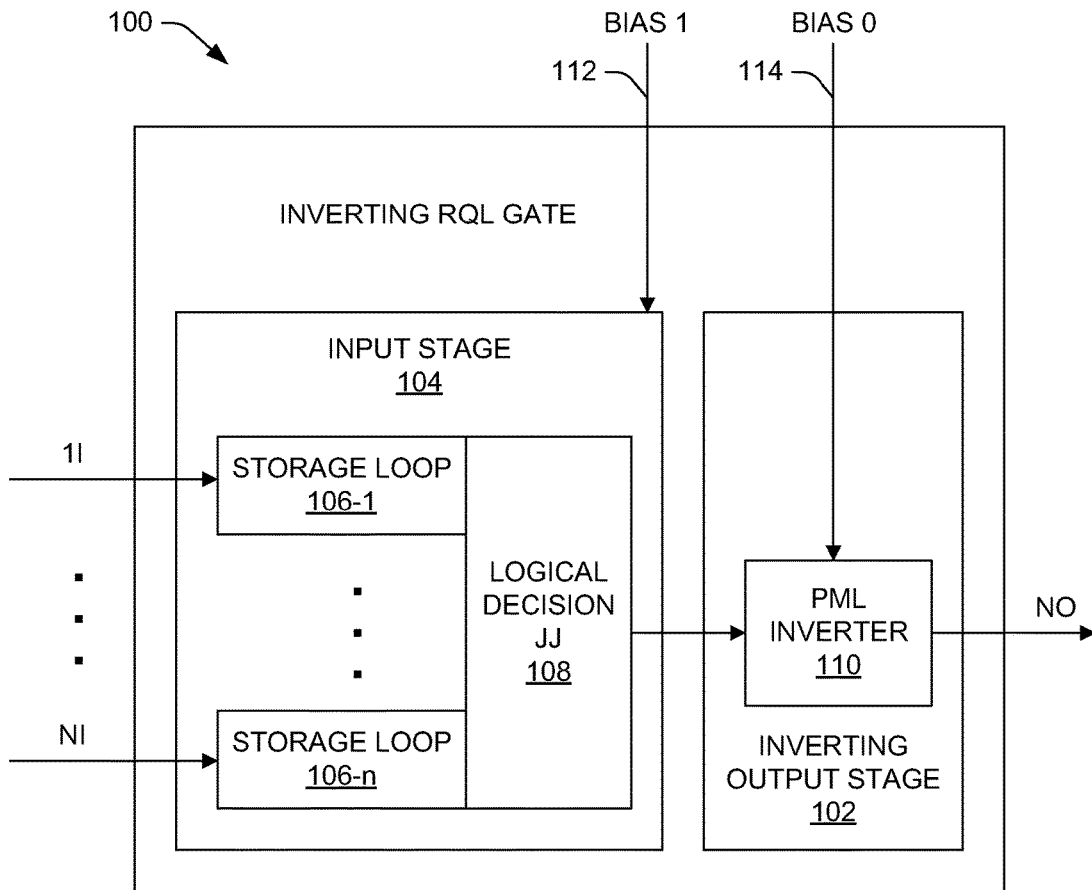 100
BIAS 1
BIAS 0
112
114
INVERTING RQL GATE
INPUT STAGE
104
1I
STORAGE LOOP
106-1
LOGICAL
DECISION
JJ
108
PML
INVERTER
110
NO
NI
STORAGE LOOP
106-n
INVERTING
OUTPUT STAGE
102